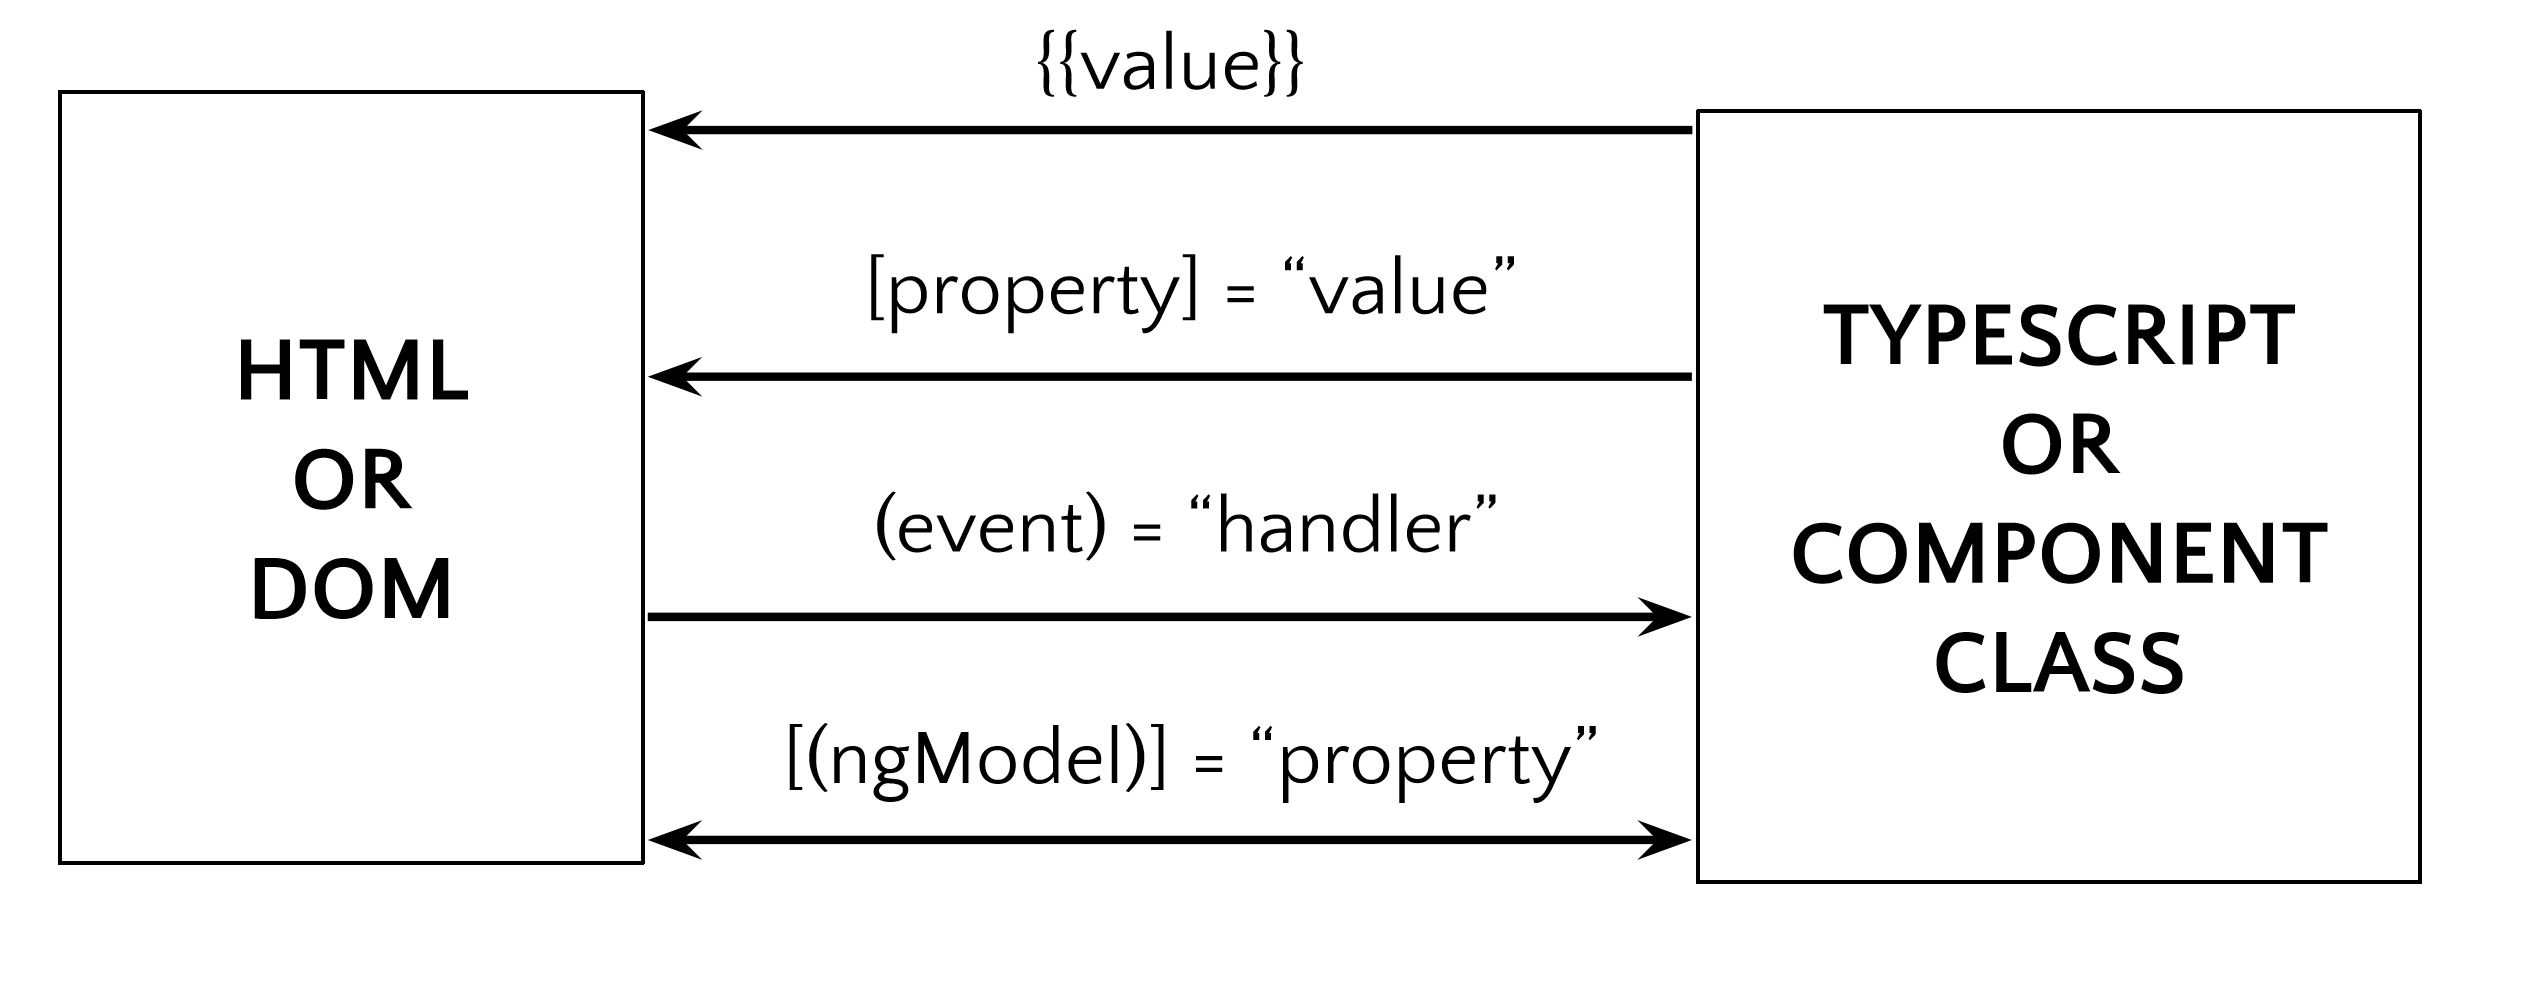 {{value}}
[property] = “value”
(event) = “handler”
[(ngModel)] = “property”
HTML
OR
DOM
TYPESCRIPT
OR
COMPONENT
CLASS